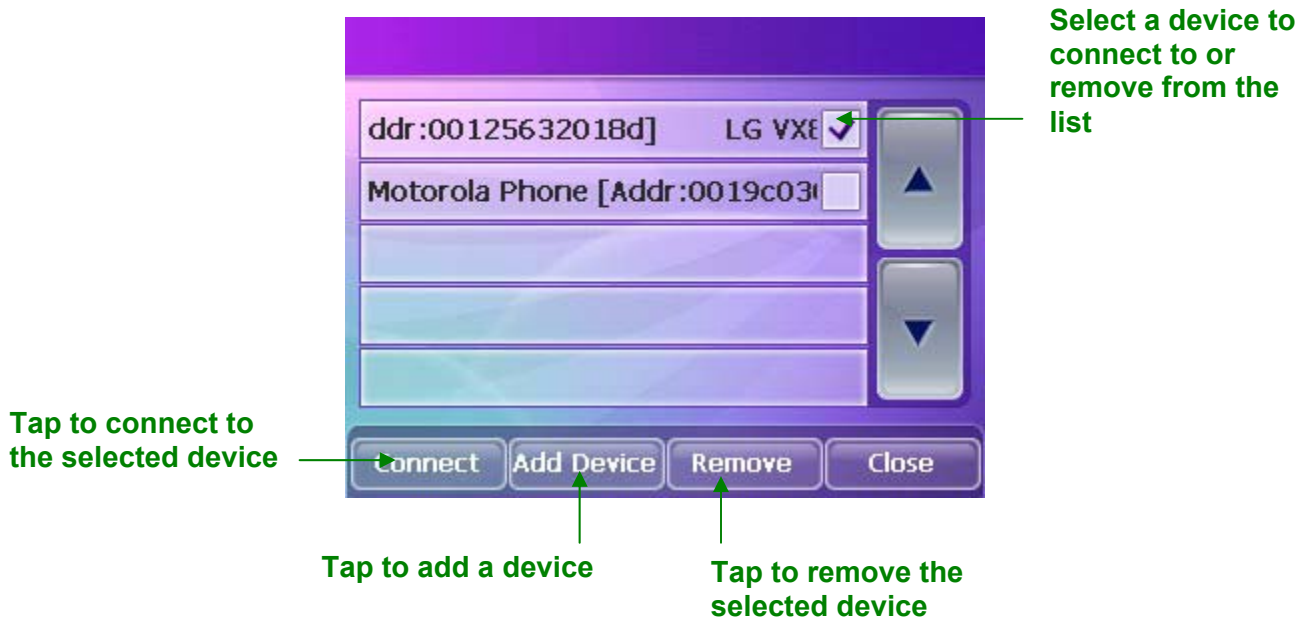 Select a device to
connect to or
remove from the
list
ddr:00125632018d] LG VX
Motorola Phone [Addr:0019c03
Tap to connect to
the selected device
Connect Add Device Remove Close
Tap to add a device
Tap to remove the
selected device